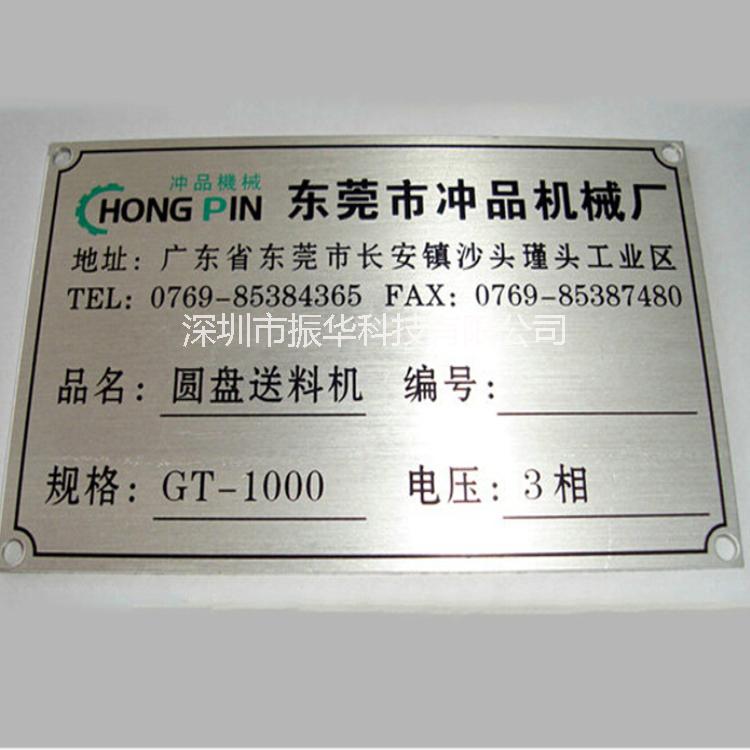 冲品機械
CHONG PIN 东莞市冲品机械厂
地址：广东省东莞市长安镇沙头瑾头工业区
TEL：0769-85384365 FAX：0769-85387480
深圳市振华科技有限公司
品名：圆盘送料机 编号：
规格：GT-1000 电压：3相